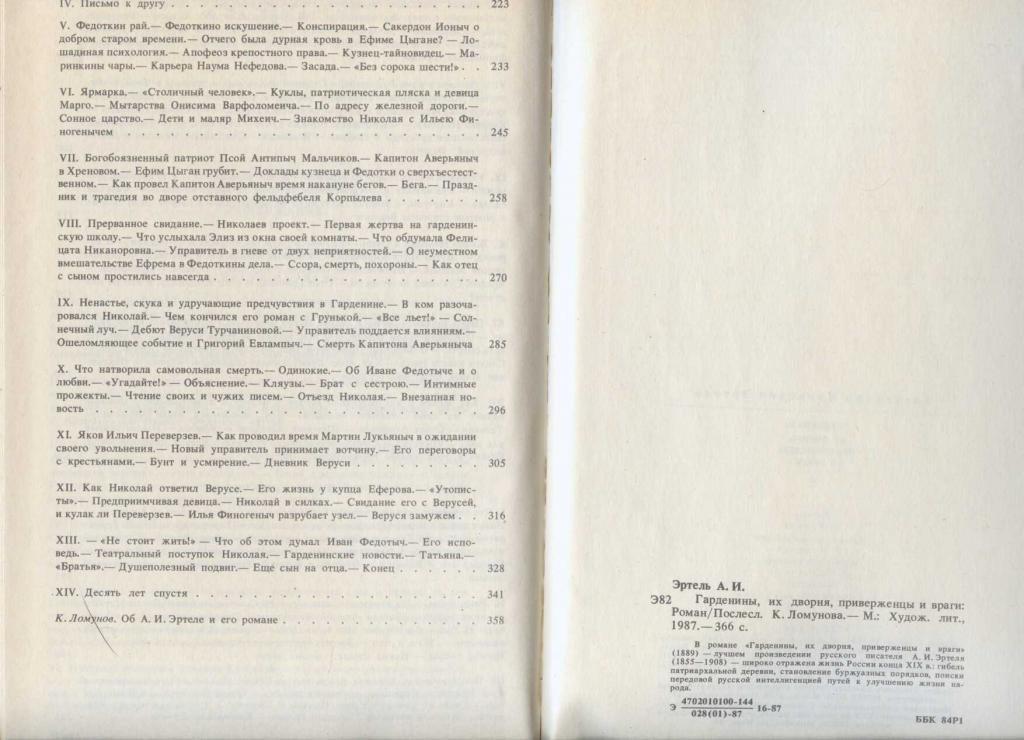 IV. Письмо к другу . . . . . . . . . . . . . . . . . . . . . . 223
V. Федоткин рай.— Федоткино искушение.— Конспирация.— Сакердон Ионыч о
добром старом времени.— Отчего была дурная кровь в Ефиме Цыгане? — Ло-
шадиная психология.— Апофеоз крепостного права.— Кузнец-тайновидец.— Ма-
ринкины чары.— Карьера Наума Нефедова.— Засада.— «Без сорока шести!» . . 233
VI. Ярмарка.— «Столичный человек».— Куклы, патриотическая пляска и девица
Марго.— Мытарства Онисима Варфоломеича.— По адресу железной дороги.—
Сонное царство.— Дети и маляр Михеич.— Знакомство Николая с Ильею Фи-
ногенычем . . . . . . . . . . . . . . . . . . . . . . . . 245
VII. Богобоязненный патриот Псой Антипыч Мальчиков.— Капитон Аверьяныч
в Хреновом.— Ефим Цыган грубит.— Доклады кузнеца и Федотки о сверхъестест-
венном.— Как провел Капитон Аверьяныч время накануне бегов.— Бега.— Празд-
ник и трагедия во дворе отставного фельдфебеля Корпылева . . . . . . . 258
VIII. Прерванное свидание.— Николаев проект.— Первая жертва на гарденин-
скую школу.— Что услыхала Элиз из окна своей комнаты.— Что обдумала Фели-
цата Никаноровна.— Управитель в гневе от двух неприятностей.— О неуместном
вмешательстве Ефрема в Федоткины дела.— Ссора, смерть, похороны.— Как отец
с сыном простились навсегда . . . . . . . . . . . . . . . . . . . 270
IX. Ненастье, скука и удручающие предчувствия в Гарденине.— В ком разоча-
ровался Николай.— Чем кончился его роман с Грунькой.— «Все льет!» — Сол-
нечный луч.— Дебют Веруси Турчаниновой.— Управитель поддается влияниям.—
Ошеломляющее событие и Григорий Евлампыч.— Смерть Капитона Аверьяныча 285
X. Что натворила самовольная смерть.— Одинокие.— Об Иване Федотыче и о
любви.— «Угадайте!» — Объяснение.— Кляузы.— Брат с сестрою.— Интимные
прожекты.— Чтение своих и чужих писем.— Отъезд Николая.— Внезапная но-
вость . . . . . . . . . . . . . . . . . . . . . . . . . . 296
XI. Яков Ильич Переверзев.— Как проводил время Мартин Лукьяныч в ожидании
своего увольнения.— Новый управитель принимает вотчину.— Его переговоры
с крестьянами.— Бунт и усмирение.— Дневник Веруси . . . . . . . . . 305
XII. Как Николай ответил Верусе.— Его жизнь у купца Еферова.— «Утопис-
ты».— Предприимчивая девица.— Николай в силках.— Свидание его с Верусей,
и кулак ли Переверзев.— Илья Финогеныч разрубает узел.— Веруся замужем . . 316
XIII. — «Не стоит жить!» — Что об этом думал Иван Федотыч.— Его испо-
ведь.— Театральный поступок Николая.— Гарденинские новости.— Татьяна.—
«Братья».— Душеполезный подвиг.— Еще сын на отца.— Конец . . . . . . 328
XIV. Десять лет спустя . . . . . . . . . . . . . . . . . . . . 341
К. Ломунов. Об А. И. Эртеле и его романе . . . . . . . . . . . . . . 358
Эртель А. И.
Э82 Гарденины, их дворня, приверженцы и враги:
Роман/Послесл. К. Ломунова.— М.: Худож. лит.,
1987.— 366 с.
В романе «Гарденины, их дворня, приверженцы и враги»
(1889) — лучшем произведении русского писателя А. И. Эртеля
(1855—1908) — широко отражена жизнь России конца XIX в.: гибель
патриархальной деревни, становление буржуазных порядков, поиски
передовой русской интеллигенцией путей к улучшению жизни на-
рода.
Э 4702010100-144
028(01)-87 16-87
ББК 84Р1